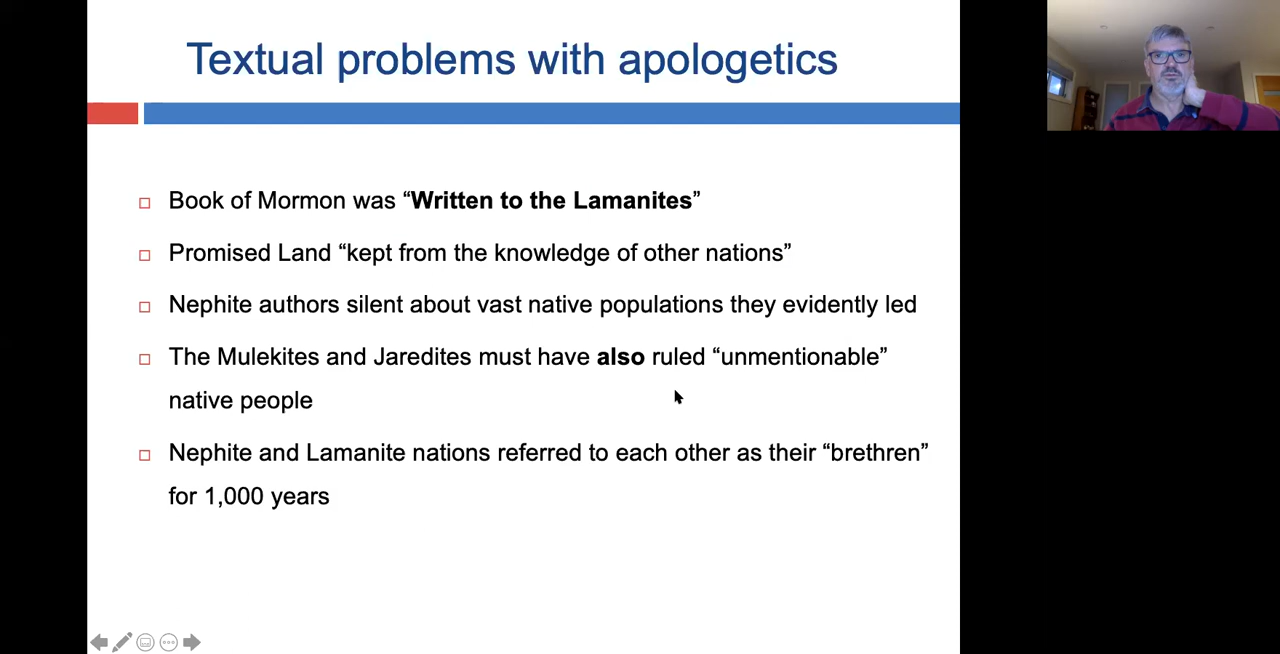 Textual problems with apologetics
Book of Mormon was “Written to the Lamanites”
Promised Land “kept from the knowledge of other nations”
Nephite authors silent about vast native populations they evidently led
The Mulekites and Jaredites must have also ruled “unmentionable”
native people
Nephite and Lamanite nations referred to each other as their “brethren”
for 1,000 years